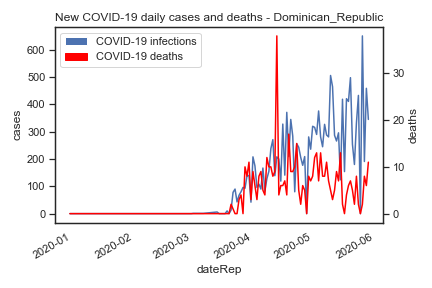 New COVID-19 daily cases and deaths - Dominican_Republic
COVID-19 infections
COVID-19 deaths
cases
600
500
400
300
200
100
0
deaths
30
20
10
0
2020-01
2020-02
2020-03
2020-04
2020-05
2020-06
dateRep